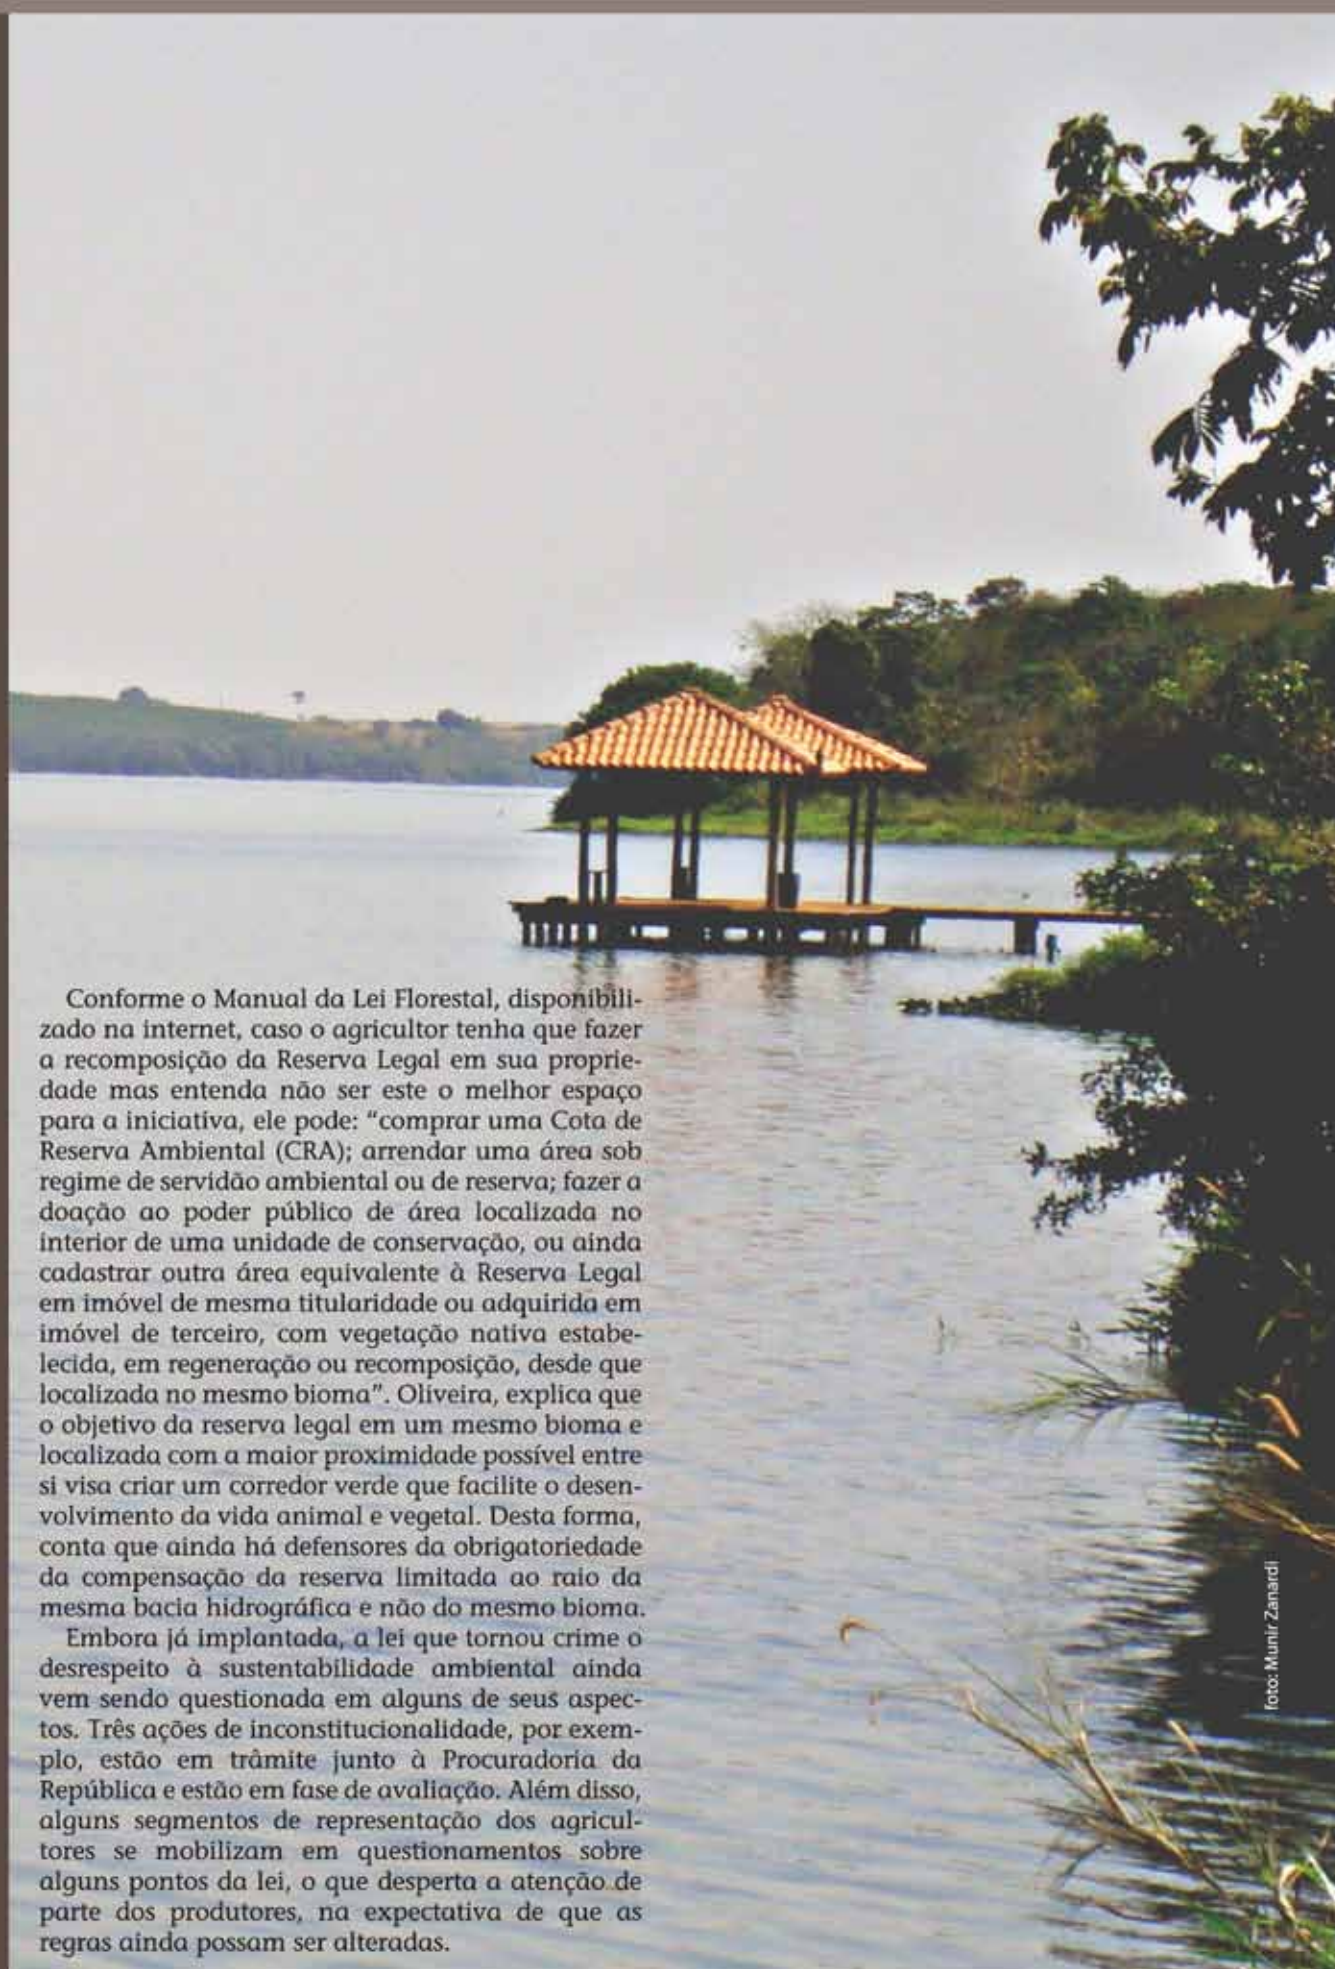 Conforme o Manual da Lei Florestal, disponibili-
zado na internet, caso o agricultor tenha que fazer
a recomposição da Reserva Legal em sua proprie-
dade mas entenda não ser este o melhor espaço
para a iniciativa, ele pode: “comprar uma Cota de
Reserva Ambiental (CRA); arrendar uma área sob
regime de servidão ambiental ou de reserva; fazer a
doação ao poder público de área localizada no
interior de uma unidade de conservação, ou ainda
cadastrar outra área equivalente à Reserva Legal
em imóvel de mesma titularidade ou adquirida em
imóvel de terceiro, com vegetação nativa estabe-
lecida, em regeneração ou recomposição, desde que
localizada no mesmo bioma”. Oliveira, explica que
o objetivo da reserva legal em um mesmo bioma e
localizada com a maior proximidade possível entre
si visa criar um corredor verde que facilite o desen-
volvimento da vida animal e vegetal. Desta forma,
conta que ainda há defensores da obrigatoriedade
da compensação da reserva limitada ao raio da
mesma bacia hidrográfica e não do mesmo bioma.
Embora já implantada, a lei que tornou crime o
desrespeito à sustentabilidade ambiental ainda
vem sendo questionada em alguns de seus aspec-
tos. Três ações de inconstitucionalidade, por exem-
plo, estão em trâmite junto à Procuradoria da
República e estão em fase de avaliação. Além disso,
alguns segmentos de representação dos agricul-
tores se mobilizam em questionamentos sobre
alguns pontos da lei, o que desperta a atenção de
parte dos produtores, na expectativa de que as
regras ainda possam ser alteradas.
foto: Munir Zanardi